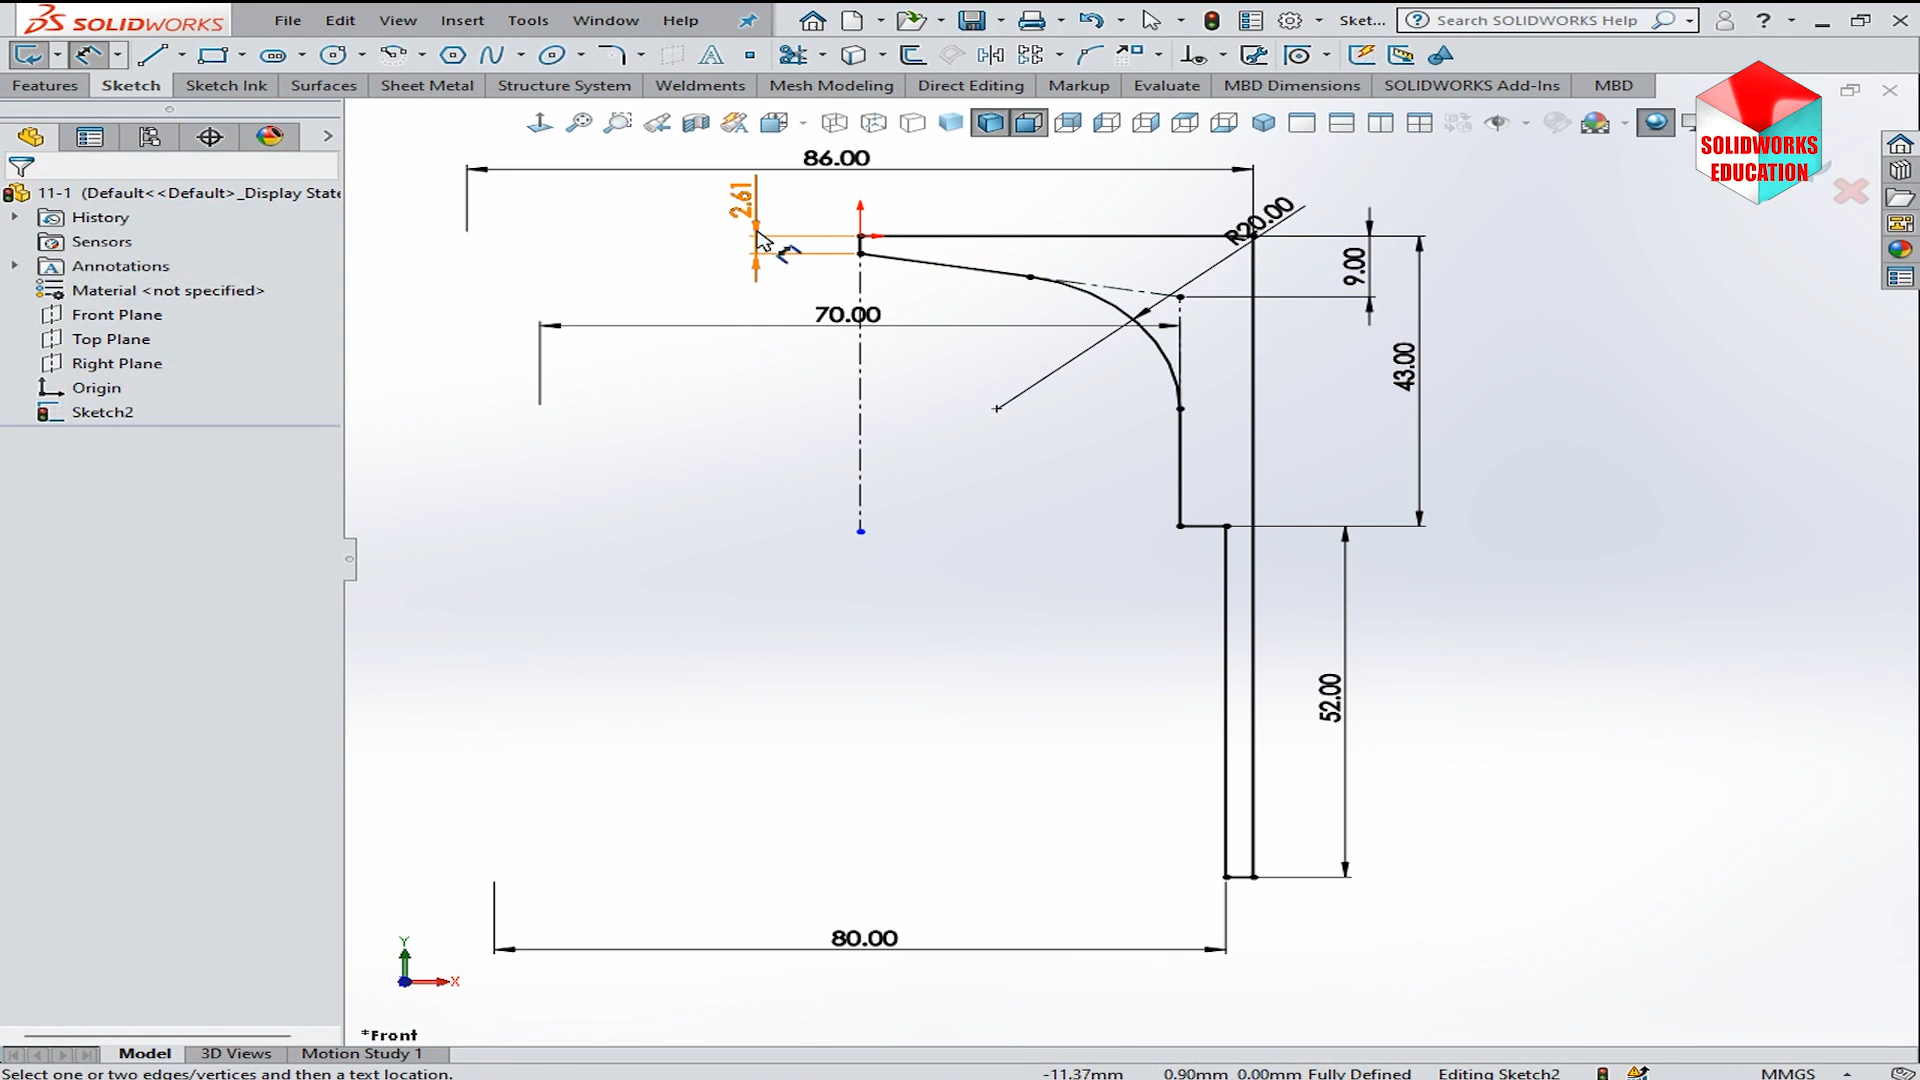 SOLIDWORKS File Edit View Insert Tools Window Help Sket... Search SOLIDWORKS Help
Features Sketch Sketch Ink Surfaces Sheet Metal Structure System Weldments Mesh Modeling Direct Editing Markup Evaluate MBD Dimensions SOLIDWORKS Add-Ins MBD
SOLIDWORKS
EDUCATION
11-1 (Default<<Default>_Display State
History
Sensors
Annotations
Material <not specified>
Front Plane
Top Plane
Right Plane
Origin
Sketch2
86.00
2.61
R20.00
9.00
70.00
43.00
52.00
80.00
Y
X
*Front
Model 3D Views Motion Study 1
Select one or two edges/vertices and then a text location. -11.37mm 0.90mm 0.00mm Fully Defined Editing Sketch2 MMGS